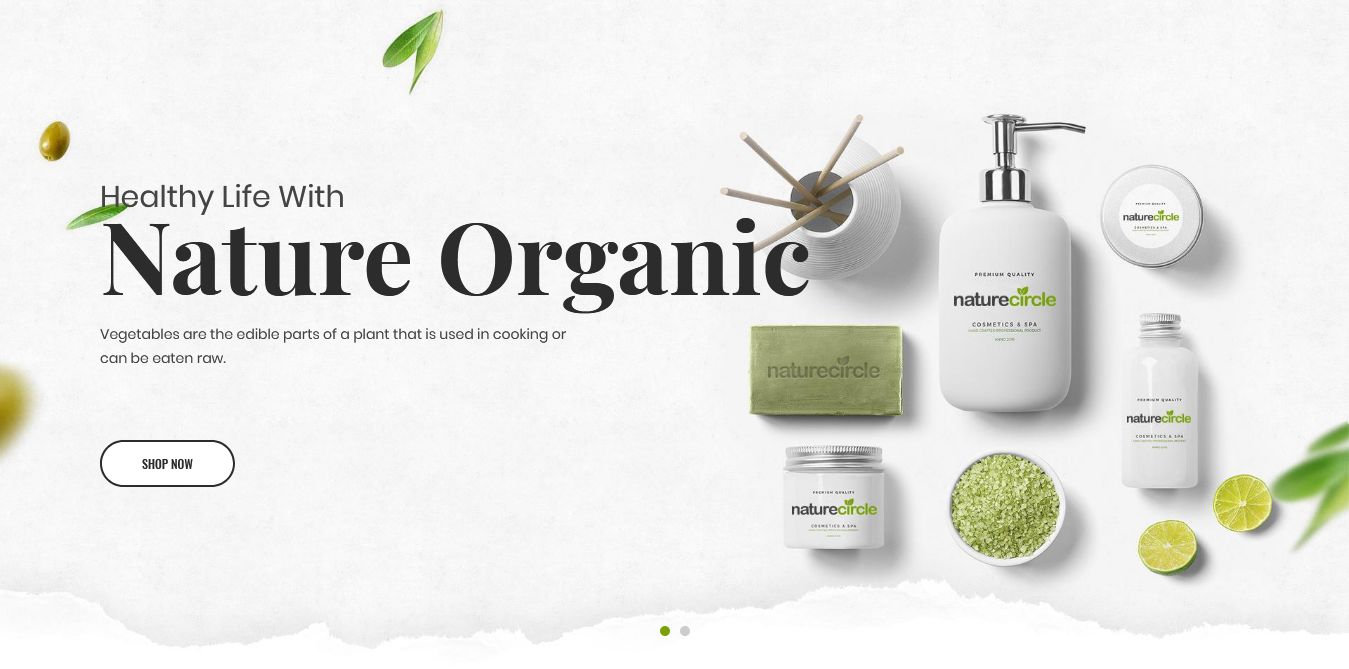 Healthy Life With
Nature Organic
Vegetables are the edible parts of a plant that is used in cooking or
can be eaten raw.
SHOP NOW
PREMIUM QUALITY
naturecircle
COSMETICS & SPA
PREMIUM QUALITY
naturecircle
COSMETICS & SPA
naturecircle
PREMIUM QUALITY
naturecircle
COSMETICS & SPA
PREMIUM QUALITY
naturecircle
COSMETICS & SPA